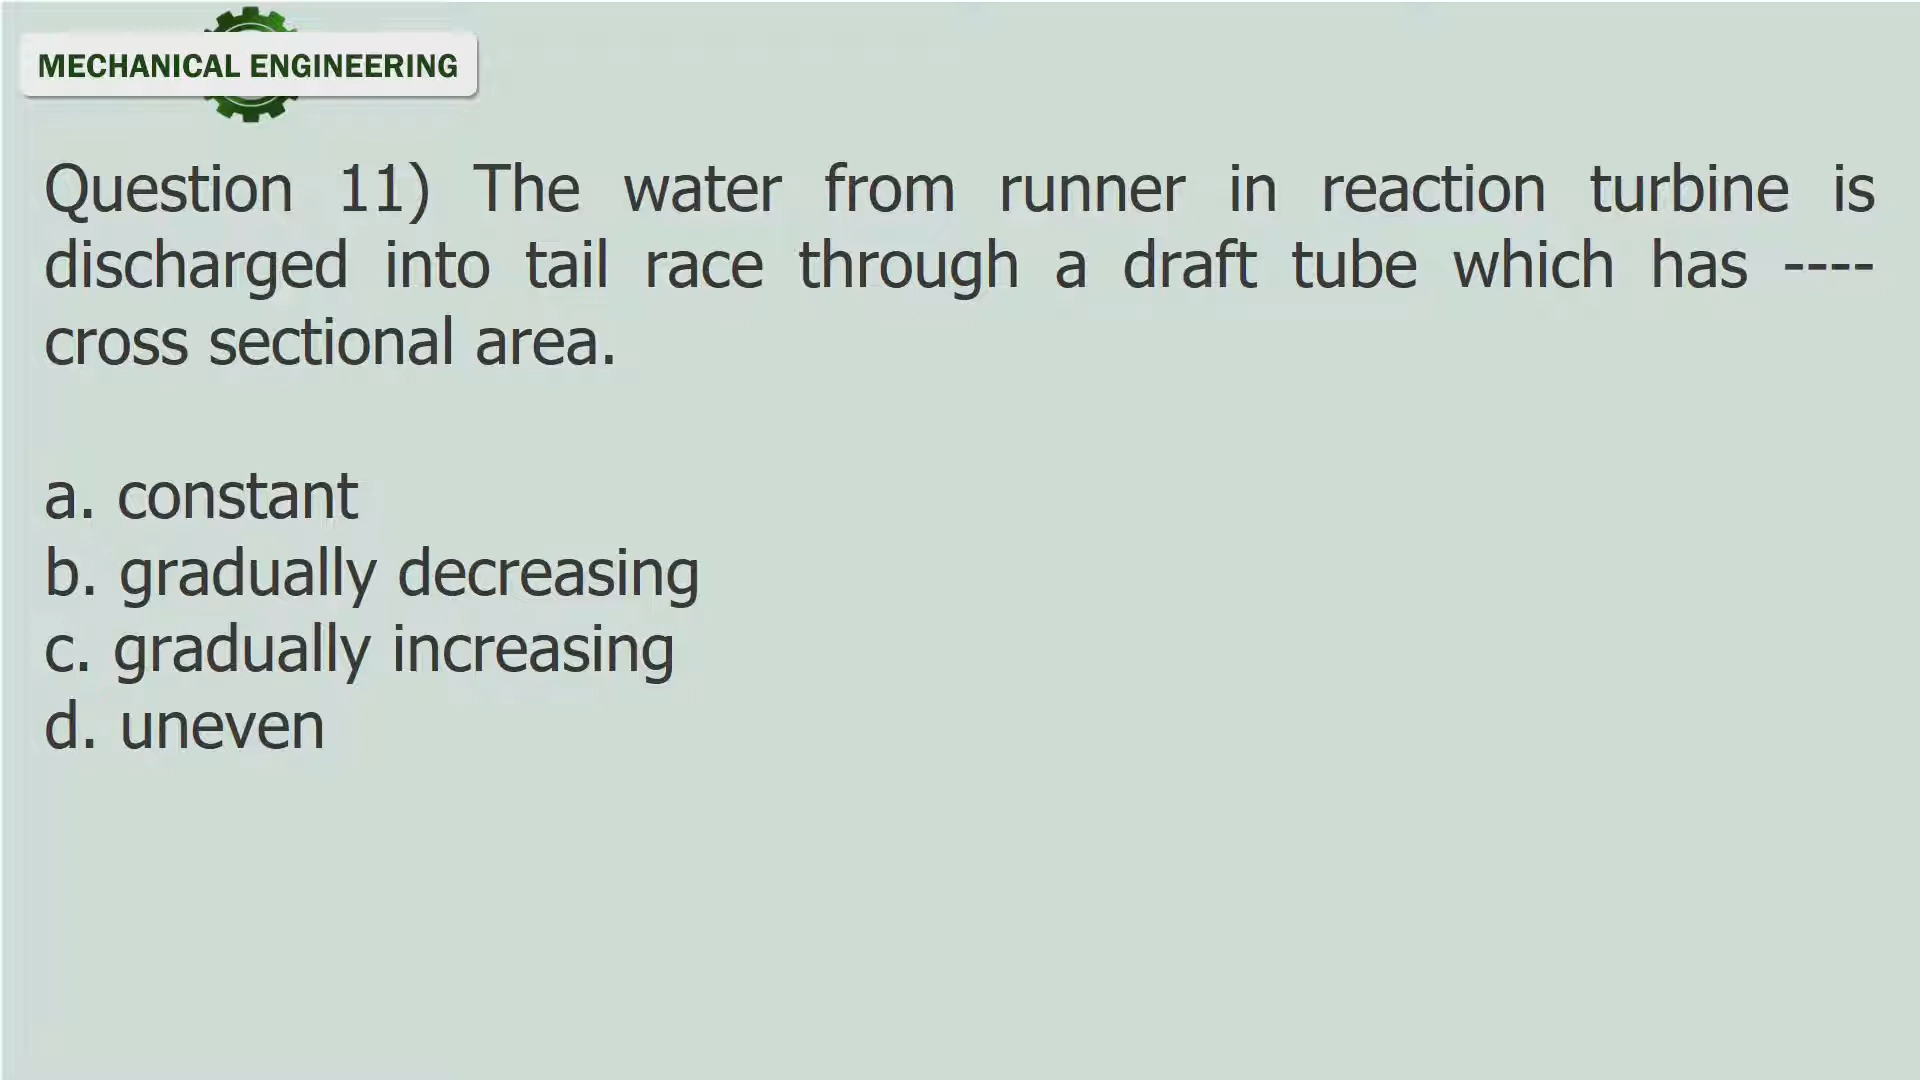 MECHANICAL ENGINEERING
Question 11) The water from runner in reaction turbine is
discharged into tail race through a draft tube which has ----
cross sectional area.
a. constant
b. gradually decreasing
c. gradually increasing
d. uneven